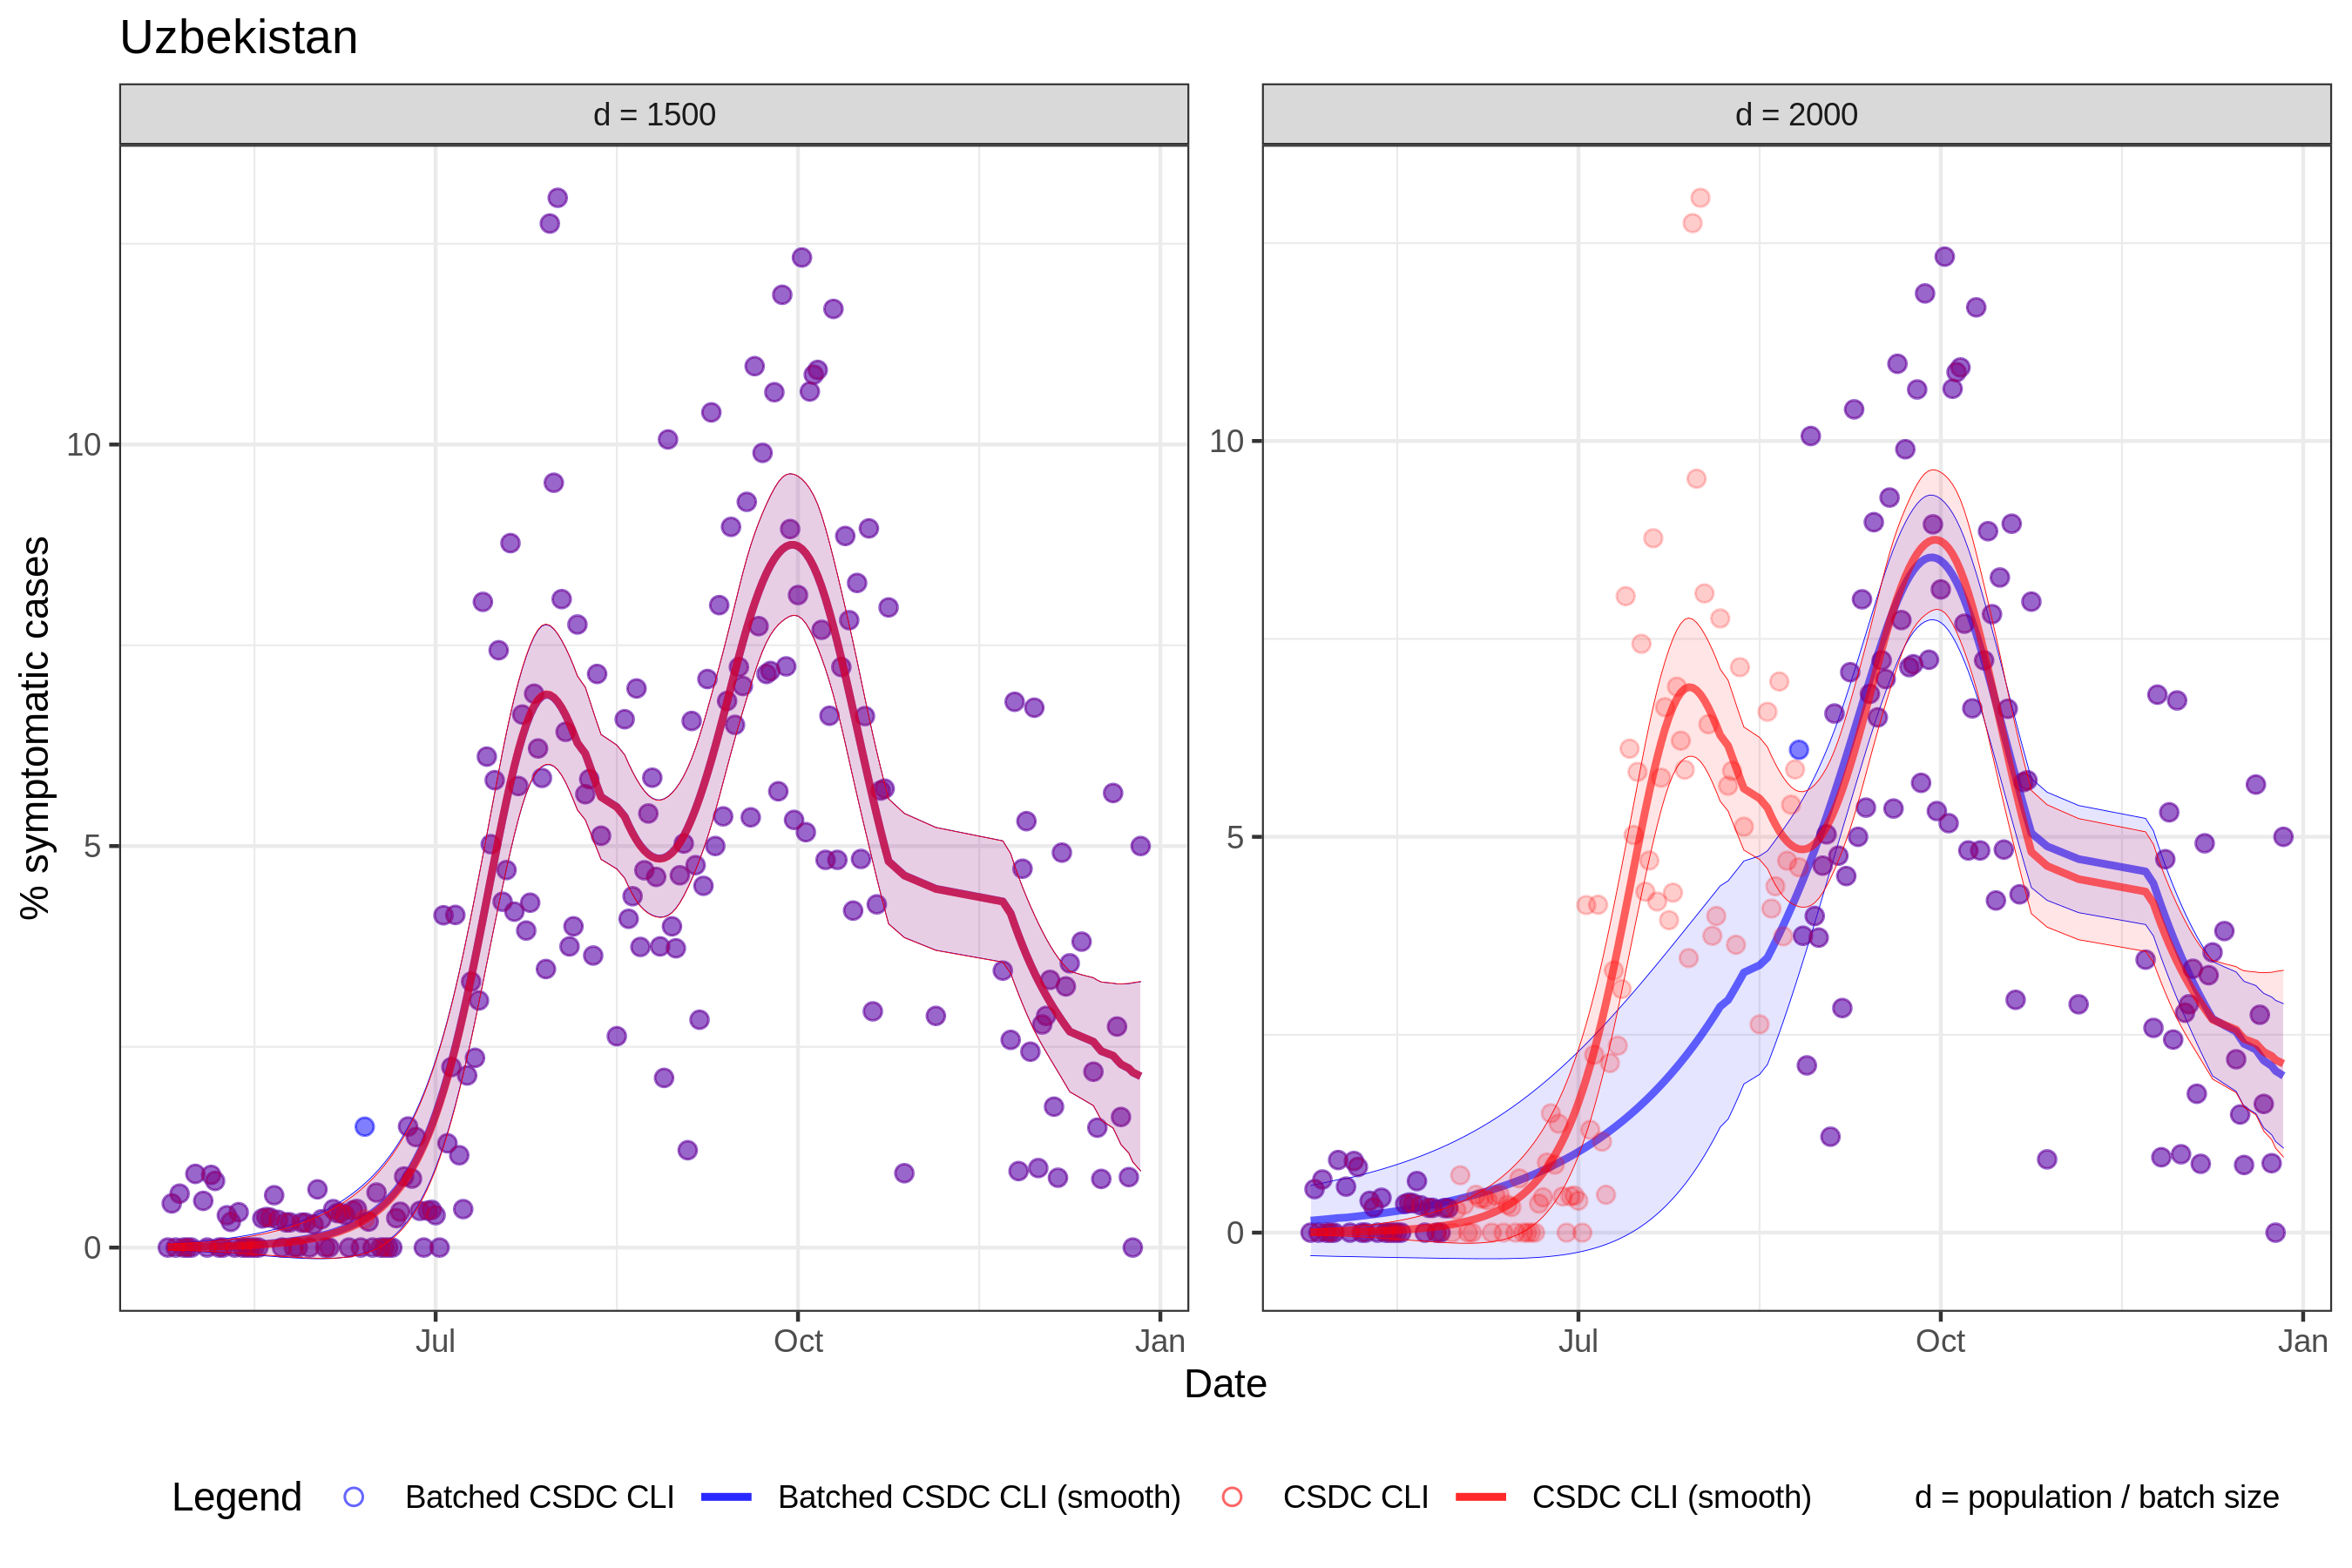 Uzbekistan
d = 1500
d = 2000
% symptomatic cases
10
5
0
10
5
0
Jul
Oct
Jan
Jul
Oct
Jan
Date
Legend
Batched CSDC CLI
Batched CSDC CLI (smooth)
CSDC CLI
CSDC CLI (smooth)
d = population / batch size